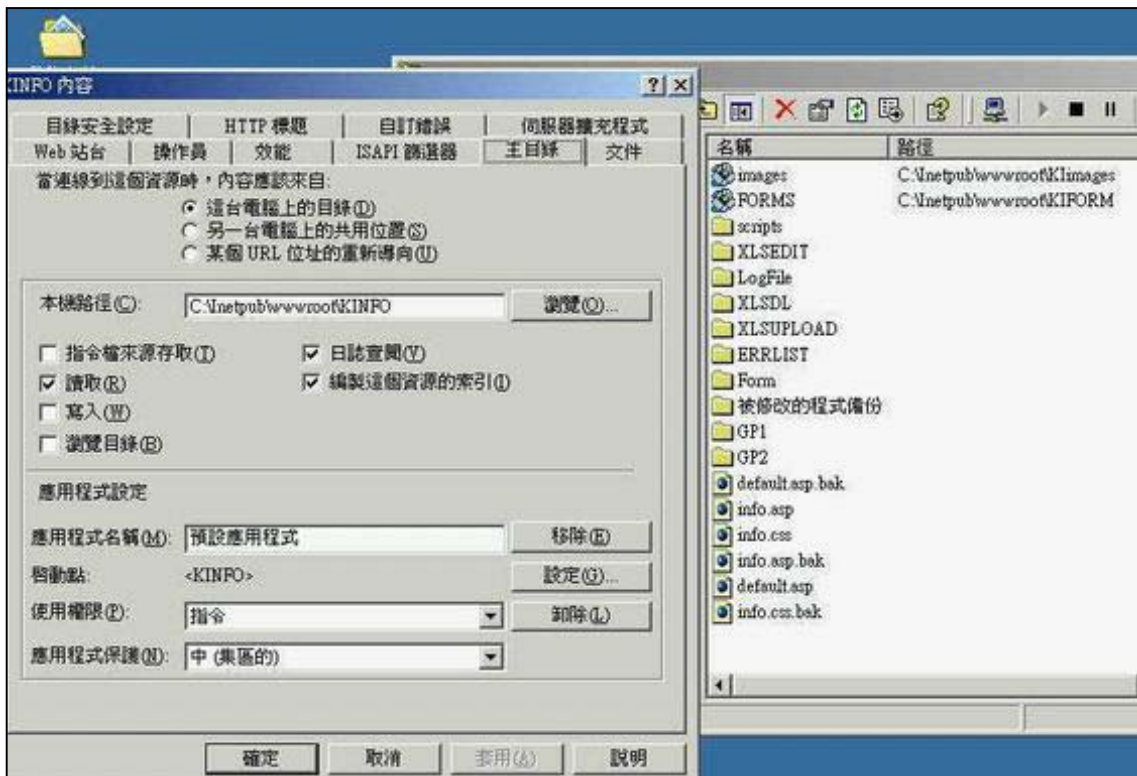 KINFO 內容
目錄安全設定 HTTP 標題 自訂錯誤 伺服器擴充程式
Web 站台 操作員 效能 ISAPI 篩選器 主目錄 文件
當連線到這個資源時，內容應該來自:
這台電腦上的目錄(D)
另一台電腦上的共用位置(S)
某個 URL 位址的重新導向(U)
本機路徑(C): C:\Inetpub\wwwroot\KINFO 瀏覽(O)...
指令檔來源存取(T) 日誌查閱(V)
讀取(R) 編製這個資源的索引(I)
寫入(W)
瀏覽目錄(B)
應用程式設定
應用程式名稱(M): 預設應用程式 移除(E)
啟動點: <KINFO> 設定(G)...
使用權限(P): 指令 卸除(L)
應用程式保護(N): 中 (集區的)
確定 取消 套用(A) 說明
名稱 路徑
images C:\Inetpub\wwwroot\KIimages
FORMS C:\Inetpub\wwwroot\KIFORM
scripts
XLSEDIT
LogFile
XLSDL
XLSUPLOAD
ERRLIST
Form
被修改的程式備份
GP1
GP2
default.asp.bak
info.asp
info.css
info.asp.bak
default.asp
info.css.bak